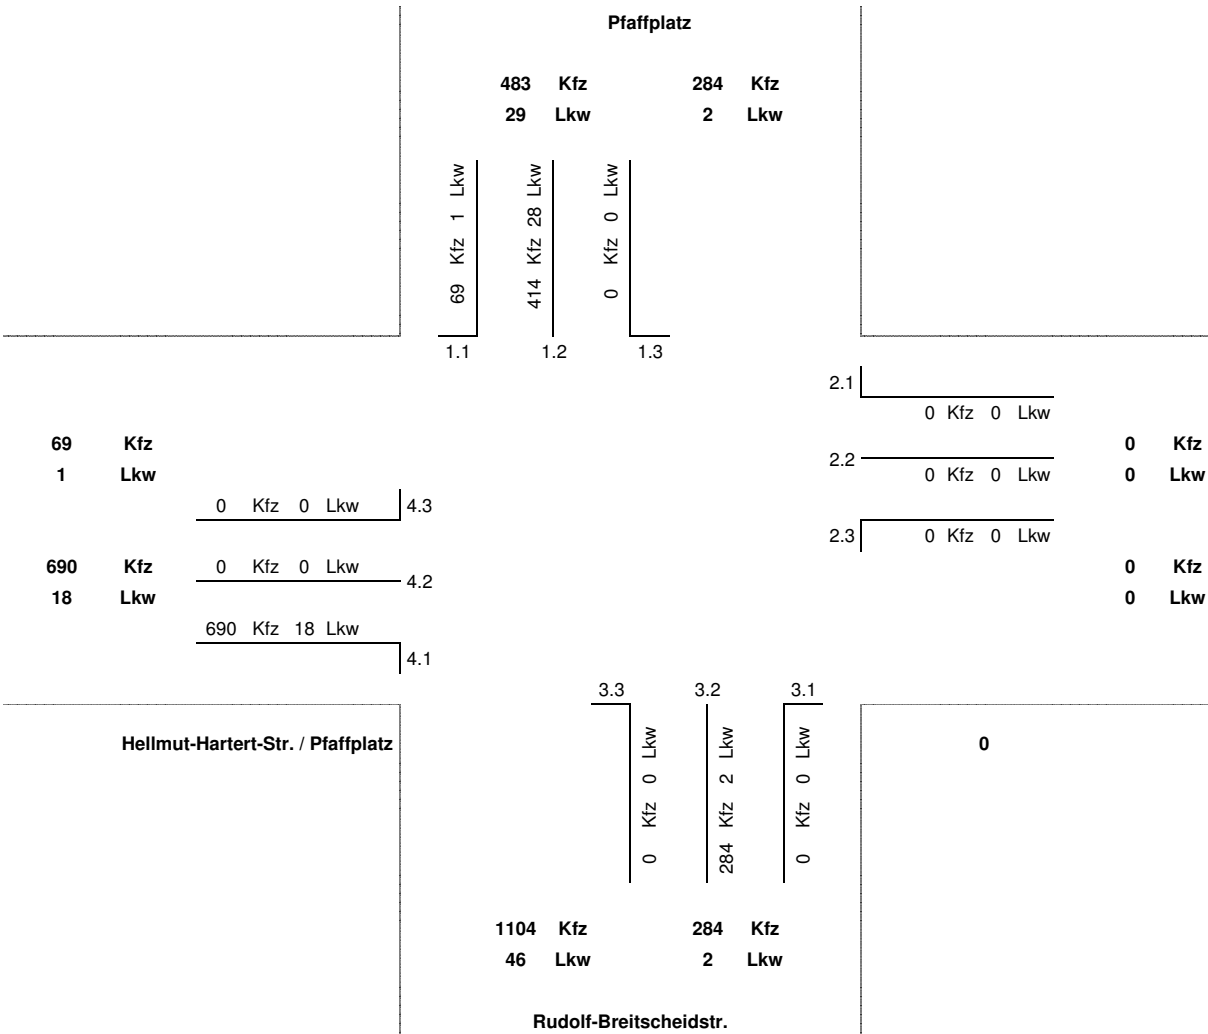 Pfaffplatz
483 Kfz 284 Kfz
29 Lkw 2 Lkw
69 Kfz 1 Lkw
414 Kfz 28 Lkw
0 Kfz 0 Lkw
1.1 1.2 1.3
2.1
0 Kfz 0 Lkw
69 Kfz 0 Kfz
2.2
1 Lkw 0 Kfz 0 Lkw 0 Lkw
0 Kfz 0 Lkw 4.3
2.3 0 Kfz 0 Lkw
690 Kfz 0 Kfz 0 Lkw 0 Kfz
4.2
18 Lkw 0 Lkw
690 Kfz 18 Lkw
4.1
3.3 3.2 3.1
Hellmut-Hartert-Str. / Pfaffplatz 0
0 Kfz 0 Lkw
284 Kfz 2 Lkw
0 Kfz 0 Lkw
1104 Kfz 284 Kfz
46 Lkw 2 Lkw
Rudolf-Breitscheidstr.